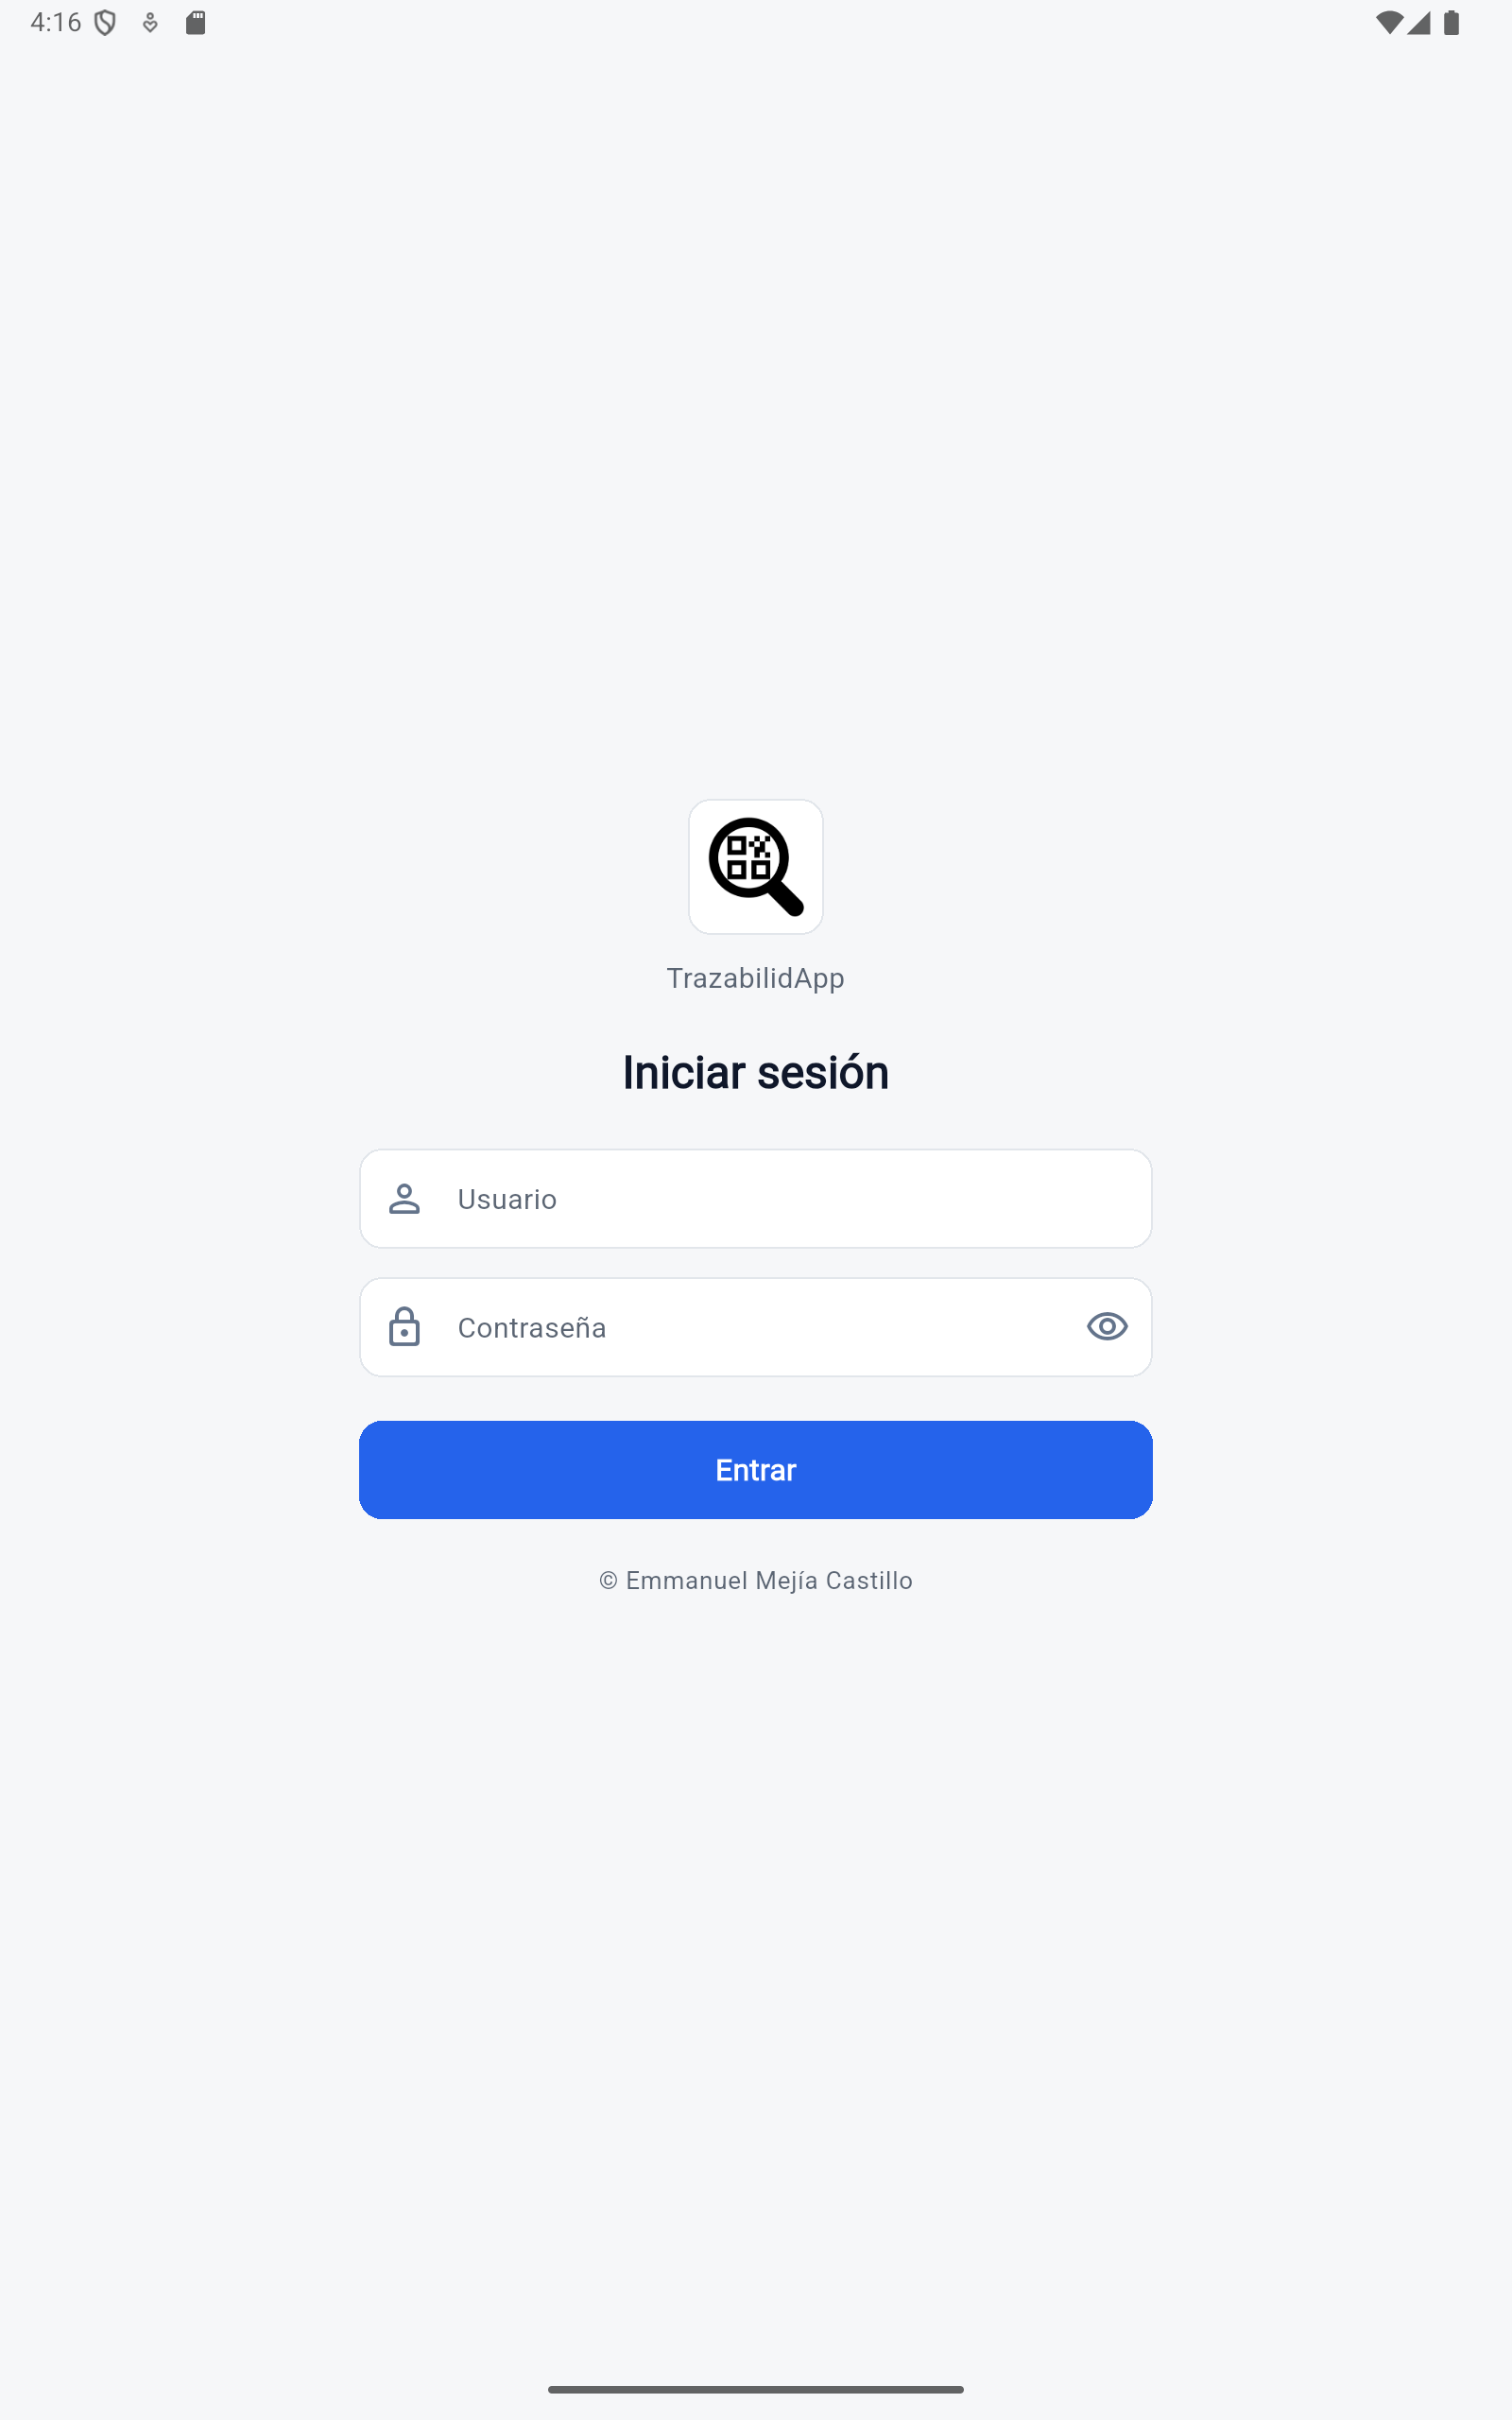 4:16
TrazabilidApp
Iniciar sesión
Usuario
Contraseña
Entrar
© Emmanuel Mejía Castillo